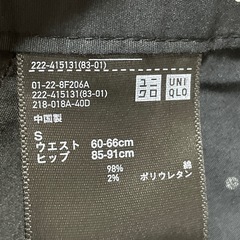 222-415131(83-01)
01-22-8F206A
222-415131(83-01)
218-018A-40D
ユニクロ
UNIQLO
中国製
S
ウエスト 60-66cm
ヒップ 85-91cm
98% 綿
2% ポリウレタン